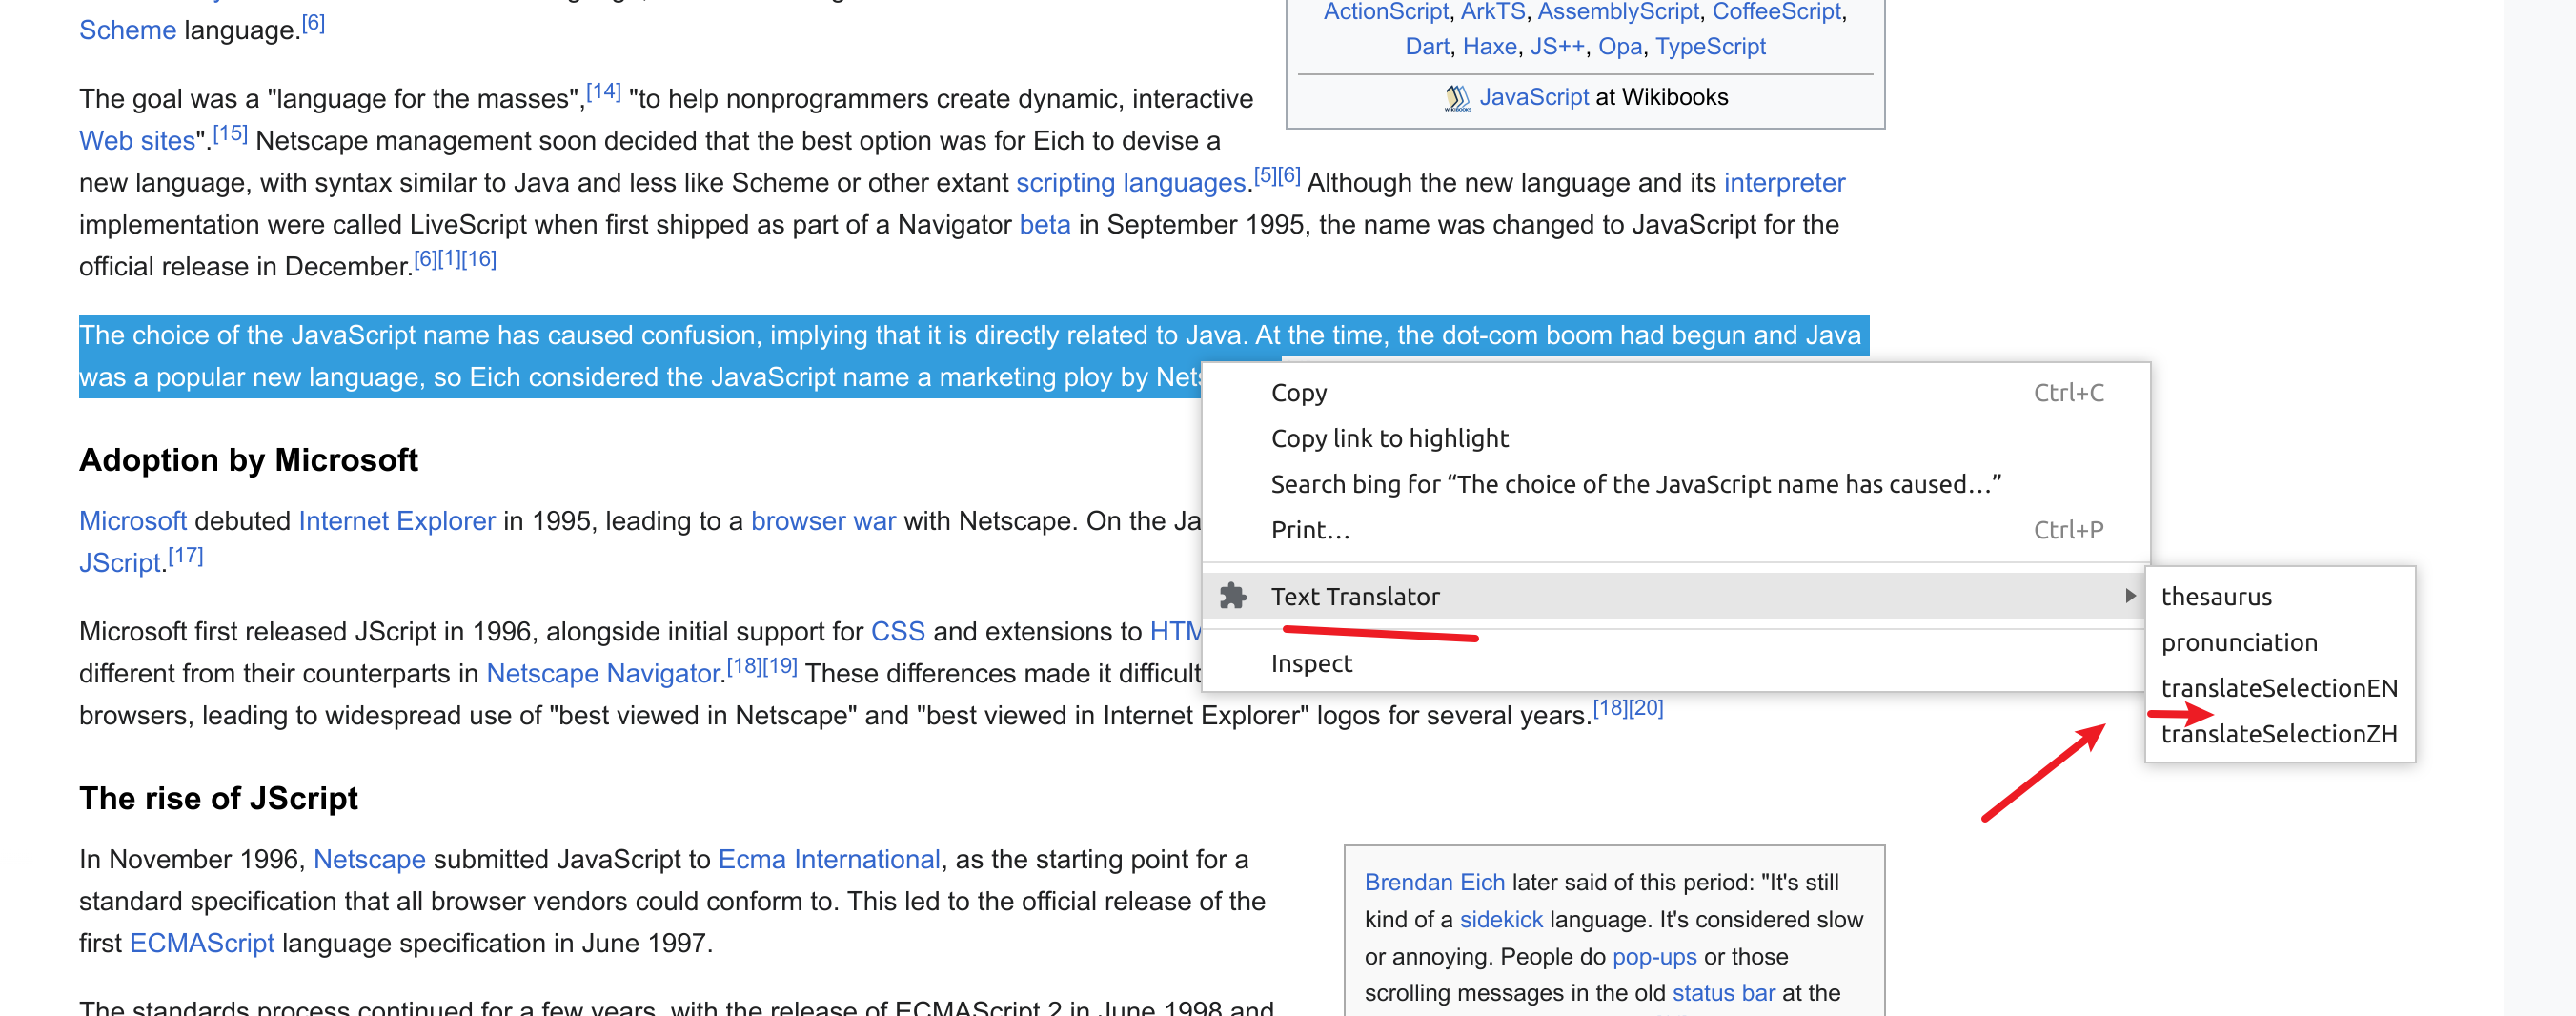 Scheme language.[6]
The goal was a "language for the masses",[14] "to help nonprogrammers create dynamic, interactive
Web sites".[15] Netscape management soon decided that the best option was for Eich to devise a
new language, with syntax similar to Java and less like Scheme or other extant scripting languages.[5][6] Although the new language and its interpreter
implementation were called LiveScript when first shipped as part of a Navigator beta in September 1995, the name was changed to JavaScript for the
official release in December.[6][1][16]
The choice of the JavaScript name has caused confusion, implying that it is directly related to Java. At the time, the dot-com boom had begun and Java
was a popular new language, so Eich considered the JavaScript name a marketing ploy by Nets
Adoption by Microsoft
Microsoft debuted Internet Explorer in 1995, leading to a browser war with Netscape. On the Ja
JScript.[17]
Microsoft first released JScript in 1996, alongside initial support for CSS and extensions to HTM
different from their counterparts in Netscape Navigator.[18][19] These differences made it difficult
browsers, leading to widespread use of "best viewed in Netscape" and "best viewed in Internet Explorer" logos for several years.[18][20]
The rise of JScript
In November 1996, Netscape submitted JavaScript to Ecma International, as the starting point for a
standard specification that all browser vendors could conform to. This led to the official release of the
first ECMAScript language specification in June 1997.
The standards process continued for a few years, with the release of ECMAScript 2 in June 1998 and
ActionScript, ArkTS, AssemblyScript, CoffeeScript,
Dart, Haxe, JS++, Opa, TypeScript
JavaScript at Wikibooks
Copy Ctrl+C
Copy link to highlight
Search bing for “The choice of the JavaScript name has caused…”
Print… Ctrl+P
Text Translator
Inspect
thesaurus
pronunciation
translateSelectionEN
translateSelectionZH
Brendan Eich later said of this period: "It's still
kind of a sidekick language. It's considered slow
or annoying. People do pop-ups or those
scrolling messages in the old status bar at the